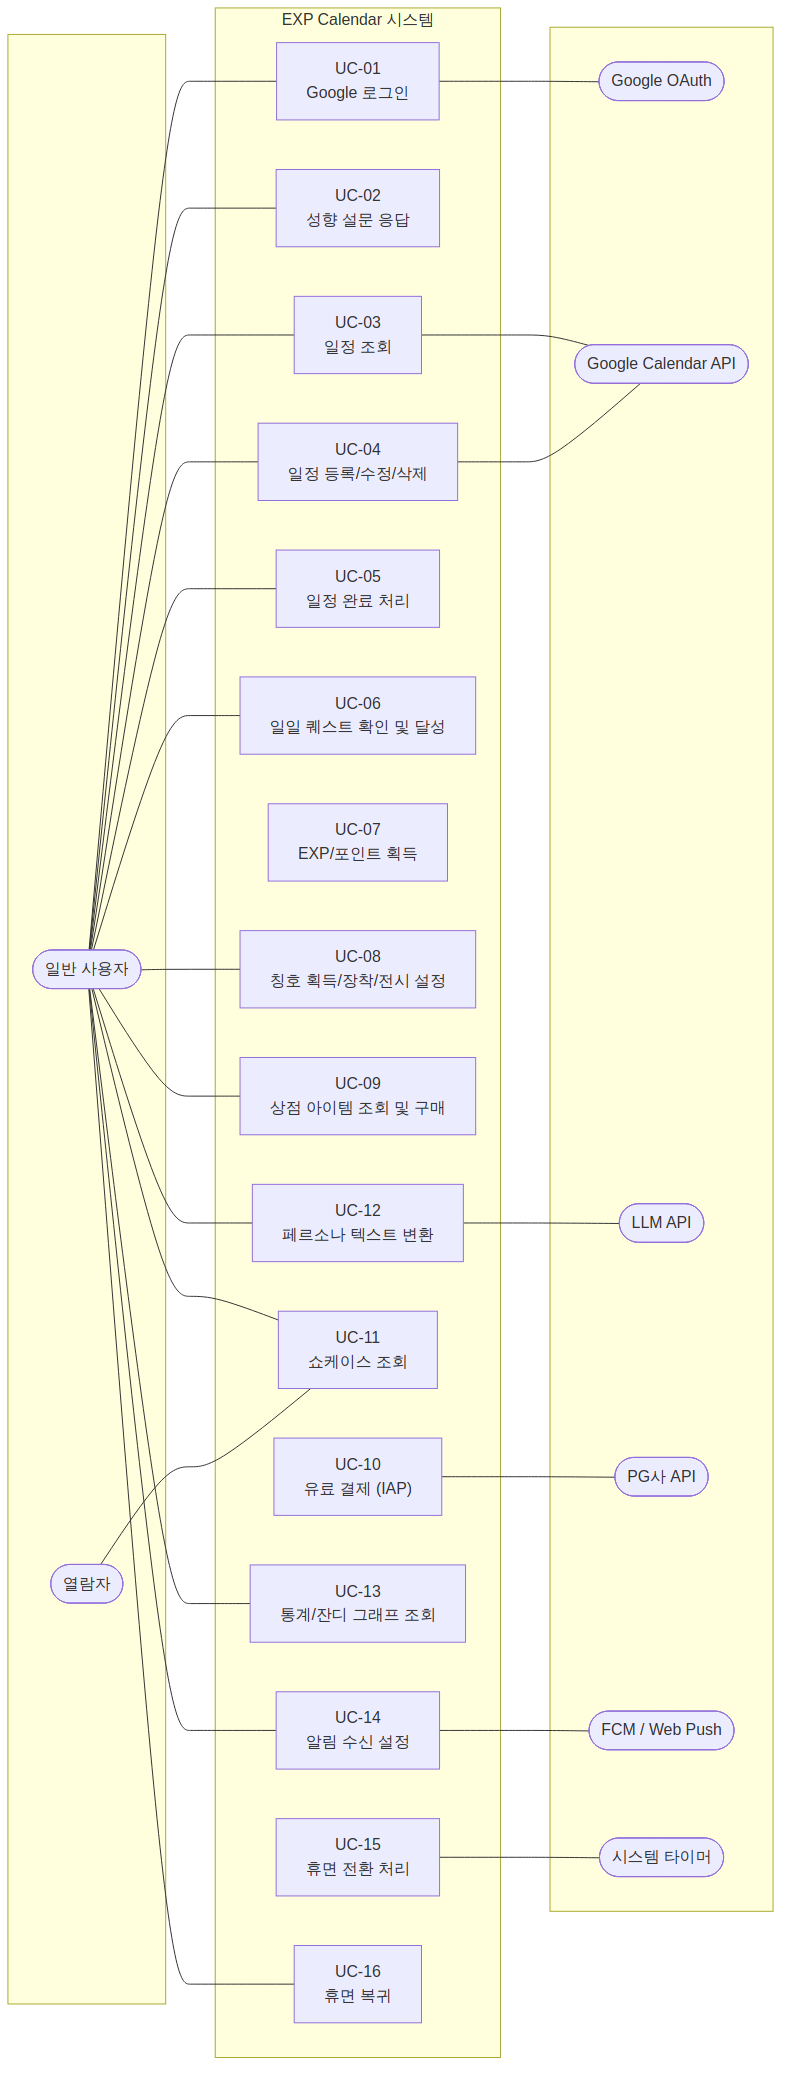 EXP Calendar 시스템
UC-01
Google 로그인
Google OAuth
UC-02
성향 설문 응답
UC-03
일정 조회
Google Calendar API
UC-04
일정 등록/수정/삭제
UC-05
일정 완료 처리
UC-06
일일 퀘스트 확인 및 달성
UC-07
EXP/포인트 획득
일반 사용자
UC-08
칭호 획득/장착/전시 설정
UC-09
상점 아이템 조회 및 구매
UC-12
페르소나 텍스트 변환
LLM API
UC-11
쇼케이스 조회
UC-10
유료 결제 (IAP)
PG사 API
열람자
UC-13
통계/잔디 그래프 조회
UC-14
알림 수신 설정
FCM / Web Push
UC-15
휴면 전환 처리
시스템 타이머
UC-16
휴면 복귀